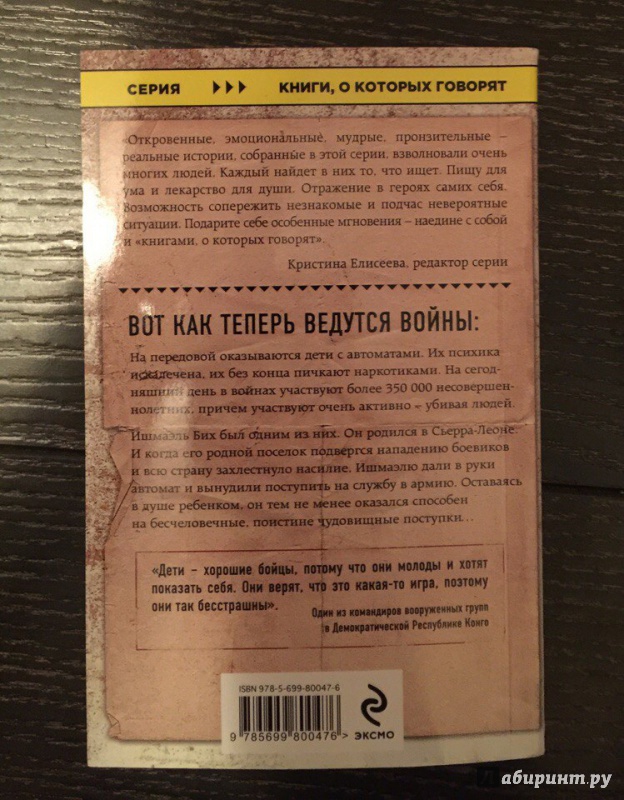 СЕРИЯ КНИГИ, О КОТОРЫХ ГОВОРЯТ
«Откровенные, эмоциональные, мудрые, пронзительные –
реальные истории, собранные в этой серии, взволновали очень
многих людей. Каждый найдет в них то, что ищет. Пищу для
ума и лекарство для души. Отражение в героях самих себя.
Возможность сопережить незнакомые и подчас невероятные
ситуации. Подарите себе особенные мгновения – наедине с собой
и «книгами, о которых говорят».
Кристина Елисеева, редактор серии
ВОТ КАК ТЕПЕРЬ ВЕДУТСЯ ВОЙНЫ:
На передовой оказываются дети с автоматами. Их психика
искалечена, их без конца пичкают наркотиками. На сегод-
няшний день в войнах участвуют более 350 000 несовершен-
нолетних, причем участвуют очень активно – убивая людей.
Ишмаэль Бих был одним из них. Он родился в Сьерра-Леоне.
И когда его родной поселок подвергся нападению боевиков
и всю страну захлестнуло насилие, Ишмаэлю дали в руки
автомат и вынудили поступить на службу в армию. Оставаясь
в душе ребенком, он тем не менее оказался способен
на бесчеловечные, поистине чудовищные поступки...
«Дети – хорошие бойцы, потому что они молоды и хотят
показать себя. Они верят, что это какая-то игра, поэтому
они так бесстрашны».
Один из командиров вооруженных групп
в Демократической Республике Конго
ISBN 978-5-699-80047-6
9 785699 800476 >
ЭКСМО
Лабиринт.ру